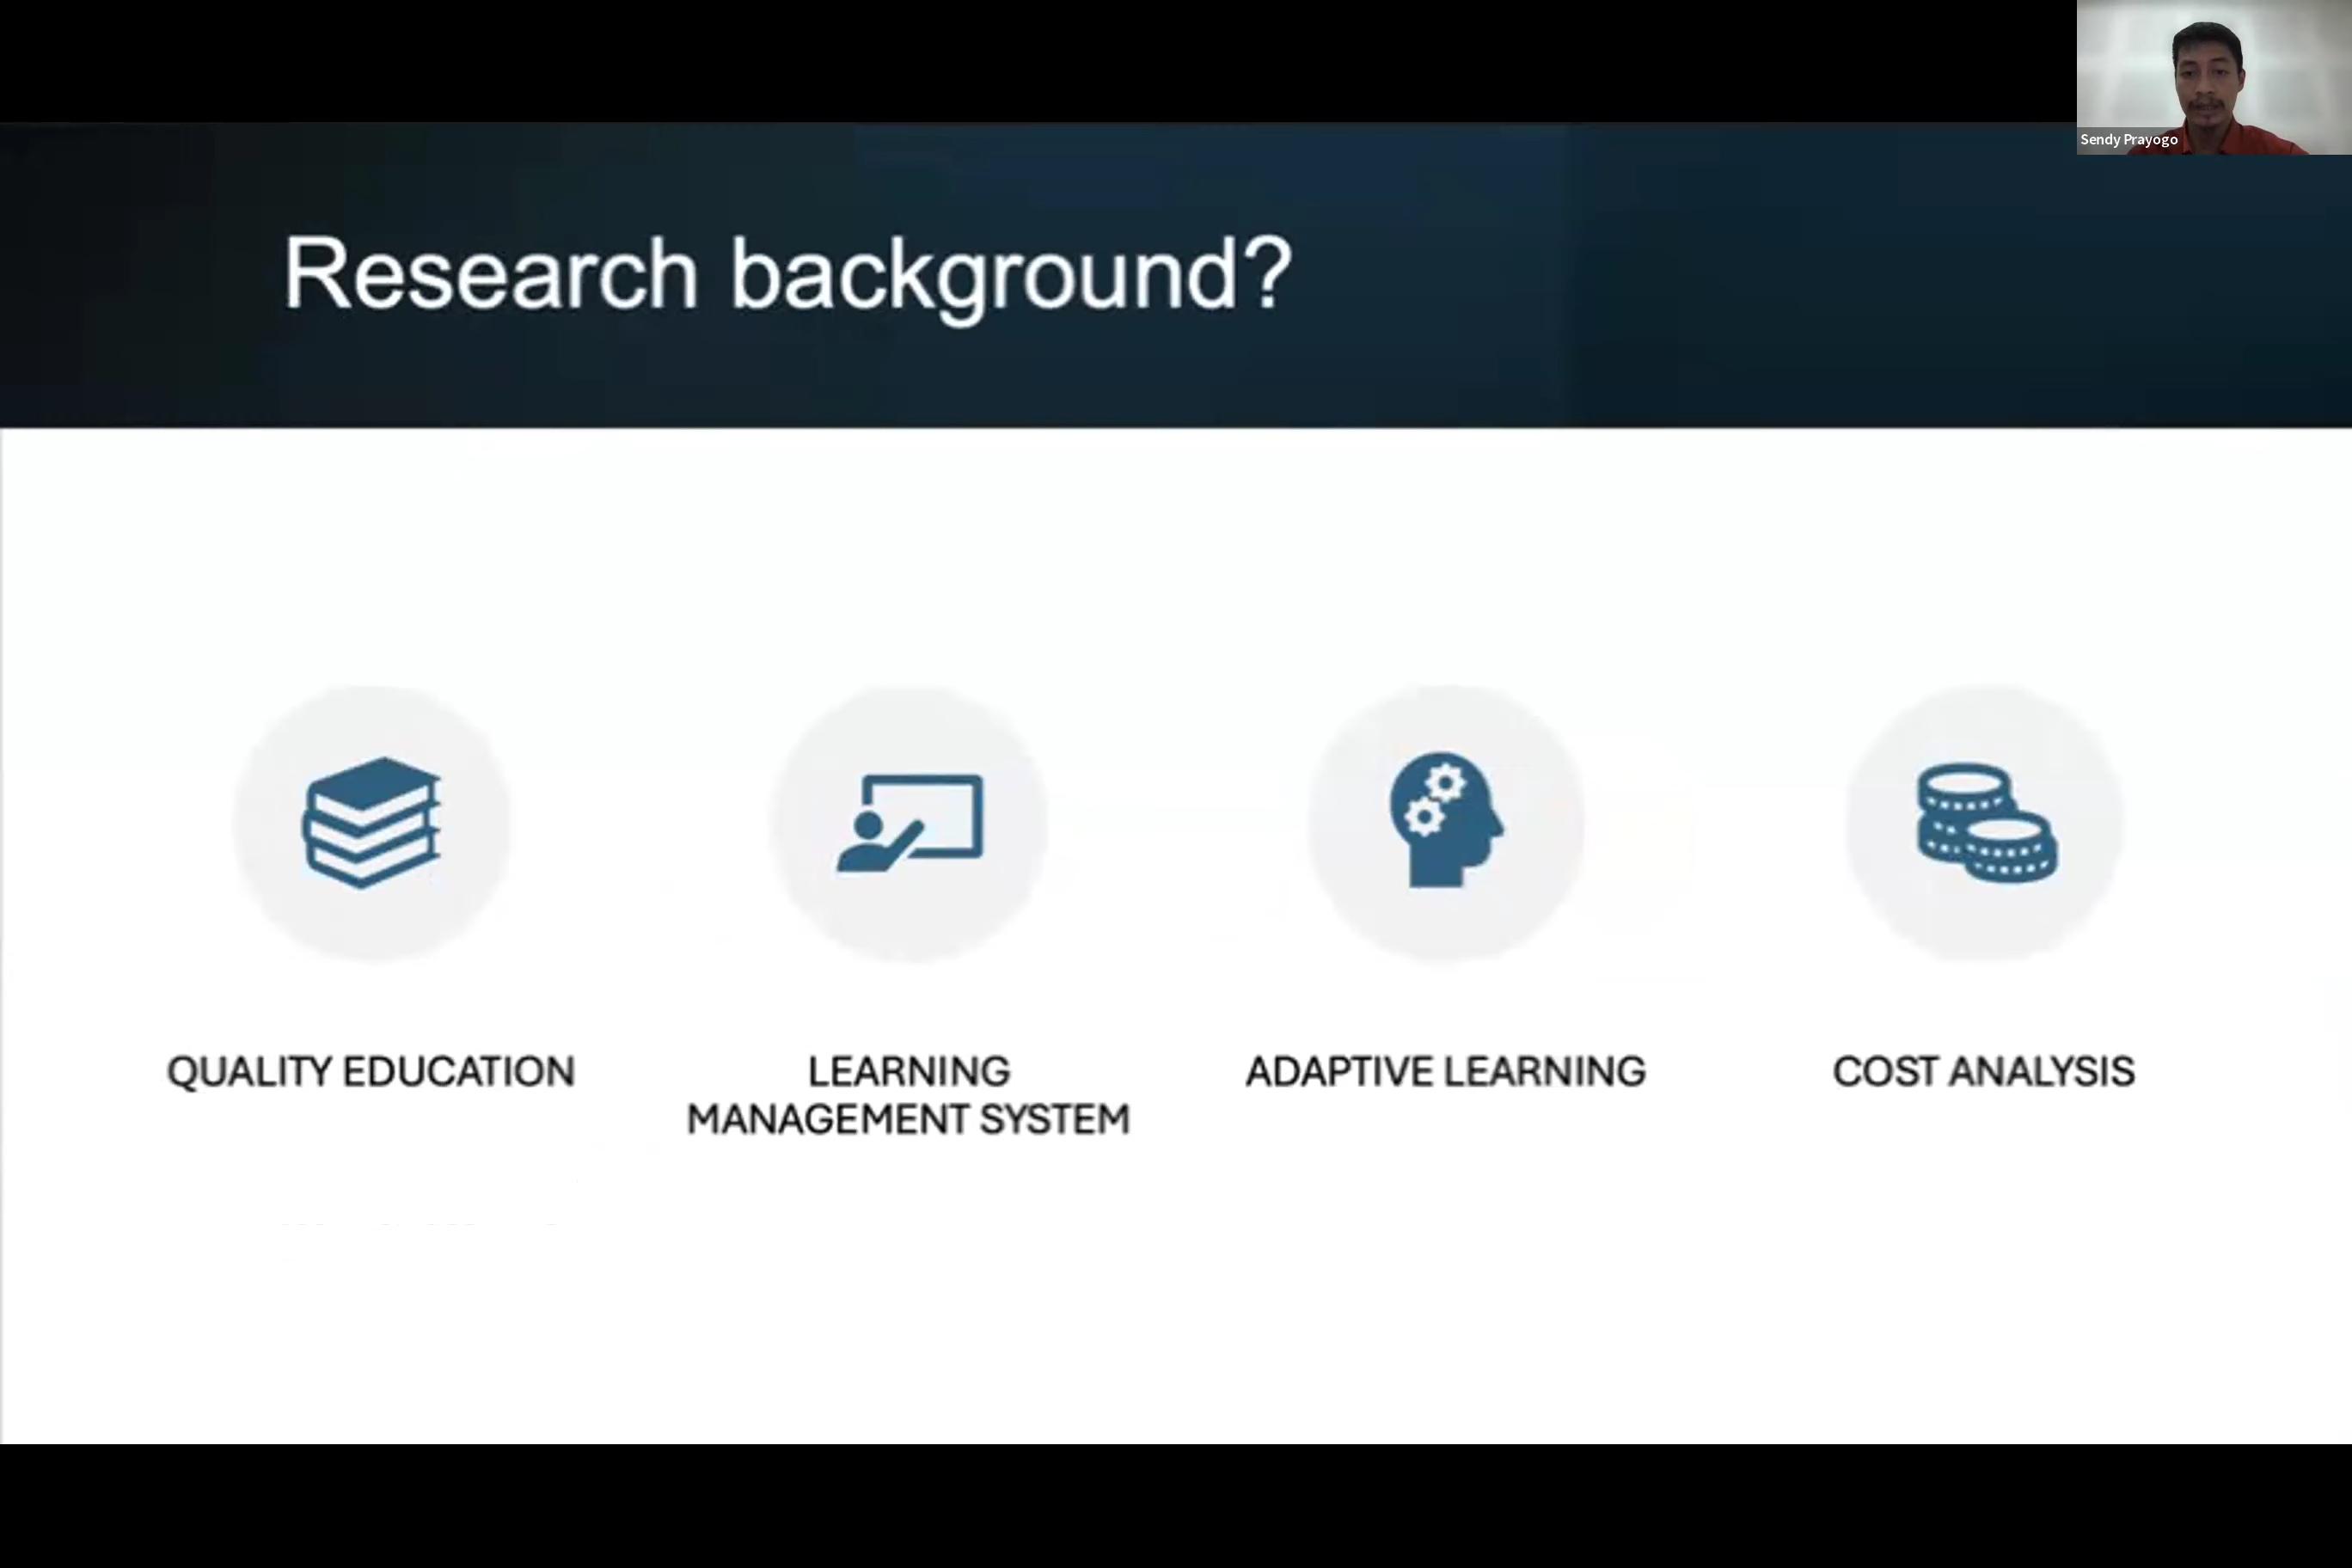 Sendy Prayogo
Research background?
QUALITY EDUCATION
LEARNING
MANAGEMENT SYSTEM
ADAPTIVE LEARNING
COST ANALYSIS